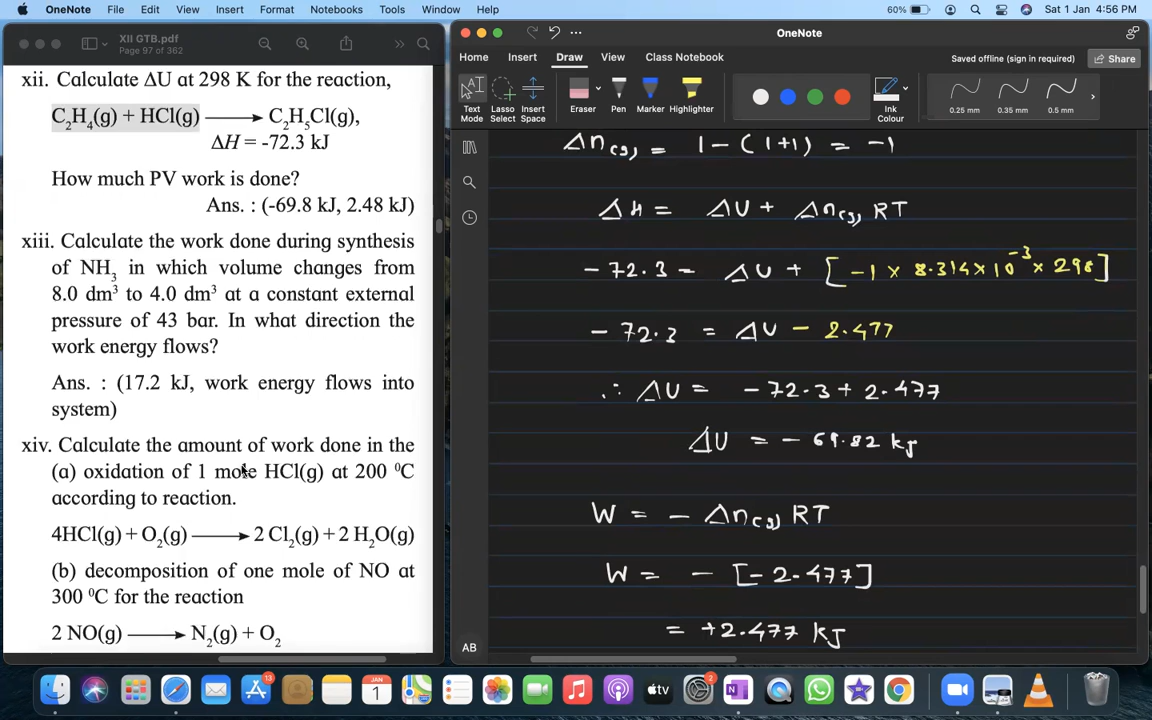 OneNote File Edit View Insert Format Notebooks Tools Window Help 60% Sat 1 Jan 4:56 PM
XII GTB.pdf
Page 97 of 362
xii. Calculate ΔU at 298 K for the reaction,
C₂H₄(g) + HCl(g) ⟶ C₂H₅Cl(g),
ΔH = -72.3 kJ
How much PV work is done?
Ans. : (-69.8 kJ, 2.48 kJ)
xiii. Calculate the work done during synthesis
of NH₃ in which volume changes from
8.0 dm³ to 4.0 dm³ at a constant external
pressure of 43 bar. In what direction the
work energy flows?
Ans. : (17.2 kJ, work energy flows into
system)
xiv. Calculate the amount of work done in the
(a) oxidation of 1 mole HCl(g) at 200 ⁰C
according to reaction.
4HCl(g) + O₂(g) ⟶ 2 Cl₂(g) + 2 H₂O(g)
(b) decomposition of one mole of NO at
300 ⁰C for the reaction
2 NO(g) ⟶ N₂(g) + O₂
OneNote
Home Insert Draw View Class Notebook
Saved offline (sign in required) Share
Text Mode
Lasso Select
Insert Space
Eraser
Pen
Marker
Highlighter
Ink Colour
0.25 mm
0.35 mm
0.5 mm
Δn(g) = 1 - (1+1) = -1
ΔH = ΔU + Δn(g) RT
-72.3 = ΔU + [-1 × 8.314 × 10⁻³ × 298]
-72.3 = ΔU - 2.477
∴ ΔU = -72.3 + 2.477
ΔU = -69.82 kJ
W = - Δn(g) RT
W = - [-2.477]
= +2.477 kJ
AB
13
JAN
1
2
tv